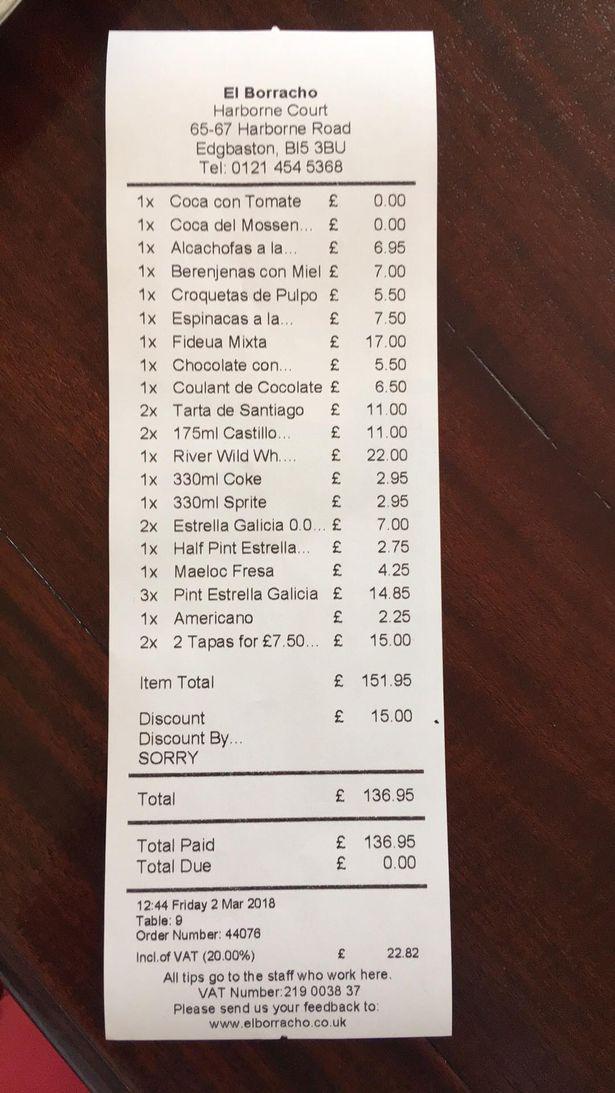 El Borracho
Harborne Court
65-67 Harborne Road
Edgbaston, BI5 3BU
Tel: 0121 454 5368
1x Coca con Tomate £ 0.00
1x Coca del Mossen... £ 0.00
1x Alcachofas a la... £ 6.95
1x Berenjenas con Miel £ 7.00
1x Croquetas de Pulpo £ 5.50
1x Espinacas a la... £ 7.50
1x Fideua Mixta £ 17.00
1x Chocolate con... £ 5.50
1x Coulant de Cocolate £ 6.50
2x Tarta de Santiago £ 11.00
2x 175ml Castillo... £ 11.00
1x River Wild Wh.... £ 22.00
1x 330ml Coke £ 2.95
1x 330ml Sprite £ 2.95
2x Estrella Galicia 0.0... £ 7.00
1x Half Pint Estrella... £ 2.75
1x Maeloc Fresa £ 4.25
3x Pint Estrella Galicia £ 14.85
1x Americano £ 2.25
2x 2 Tapas for £7.50... £ 15.00
Item Total £ 151.95
Discount £ 15.00
Discount By...
SORRY
Total £ 136.95
Total Paid £ 136.95
Total Due £ 0.00
12:44 Friday 2 Mar 2018
Table: 9
Order Number: 44076
Incl.of VAT (20.00%) £ 22.82
All tips go to the staff who work here.
VAT Number:219 0038 37
Please send us your feedback to:
www.elborracho.co.uk